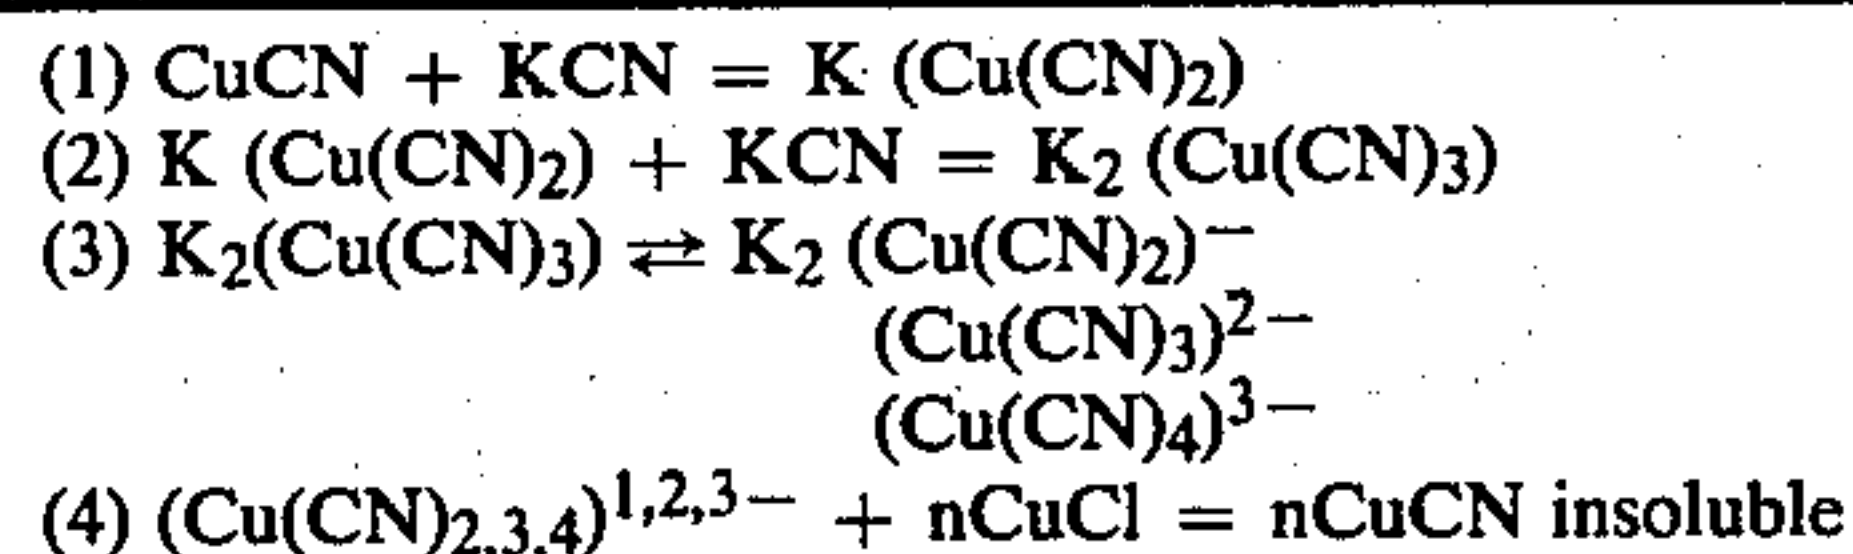 (1) CuCN + KCN = K (Cu(CN)2)
(2) K (Cu(CN)2) + KCN = K2 (Cu(CN)3)
(3) K2(Cu(CN)3) ⇄ K2 (Cu(CN)2)−
(Cu(CN)3)2−
(Cu(CN)4)3−
(4) (Cu(CN)2,3,4)1,2,3− + nCuCl = nCuCN insoluble